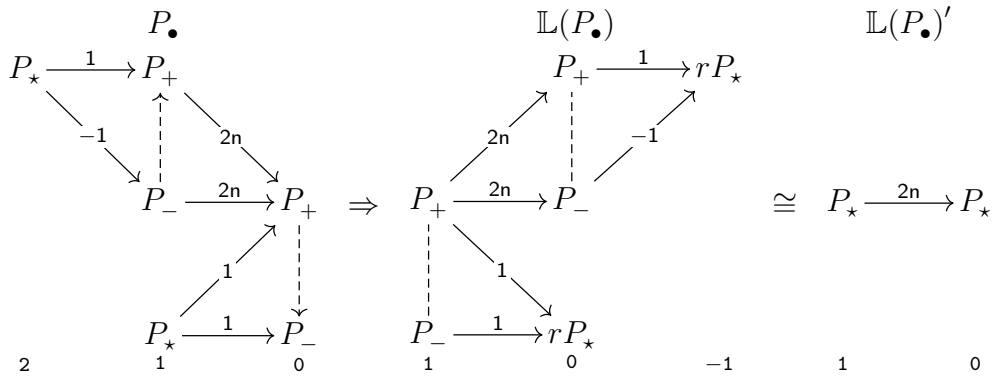 P• 𝕃(P•) 𝕃(P•)′
P⋆ 1 P+ P+ 1 rP⋆
-1 2n 2n -1
P- 2n P+ ⇒ P+ 2n P- ≅ P⋆ 2n P⋆
1 1
P⋆ 1 P- P- 1 rP⋆
2 1 0 1 0 -1 1 0